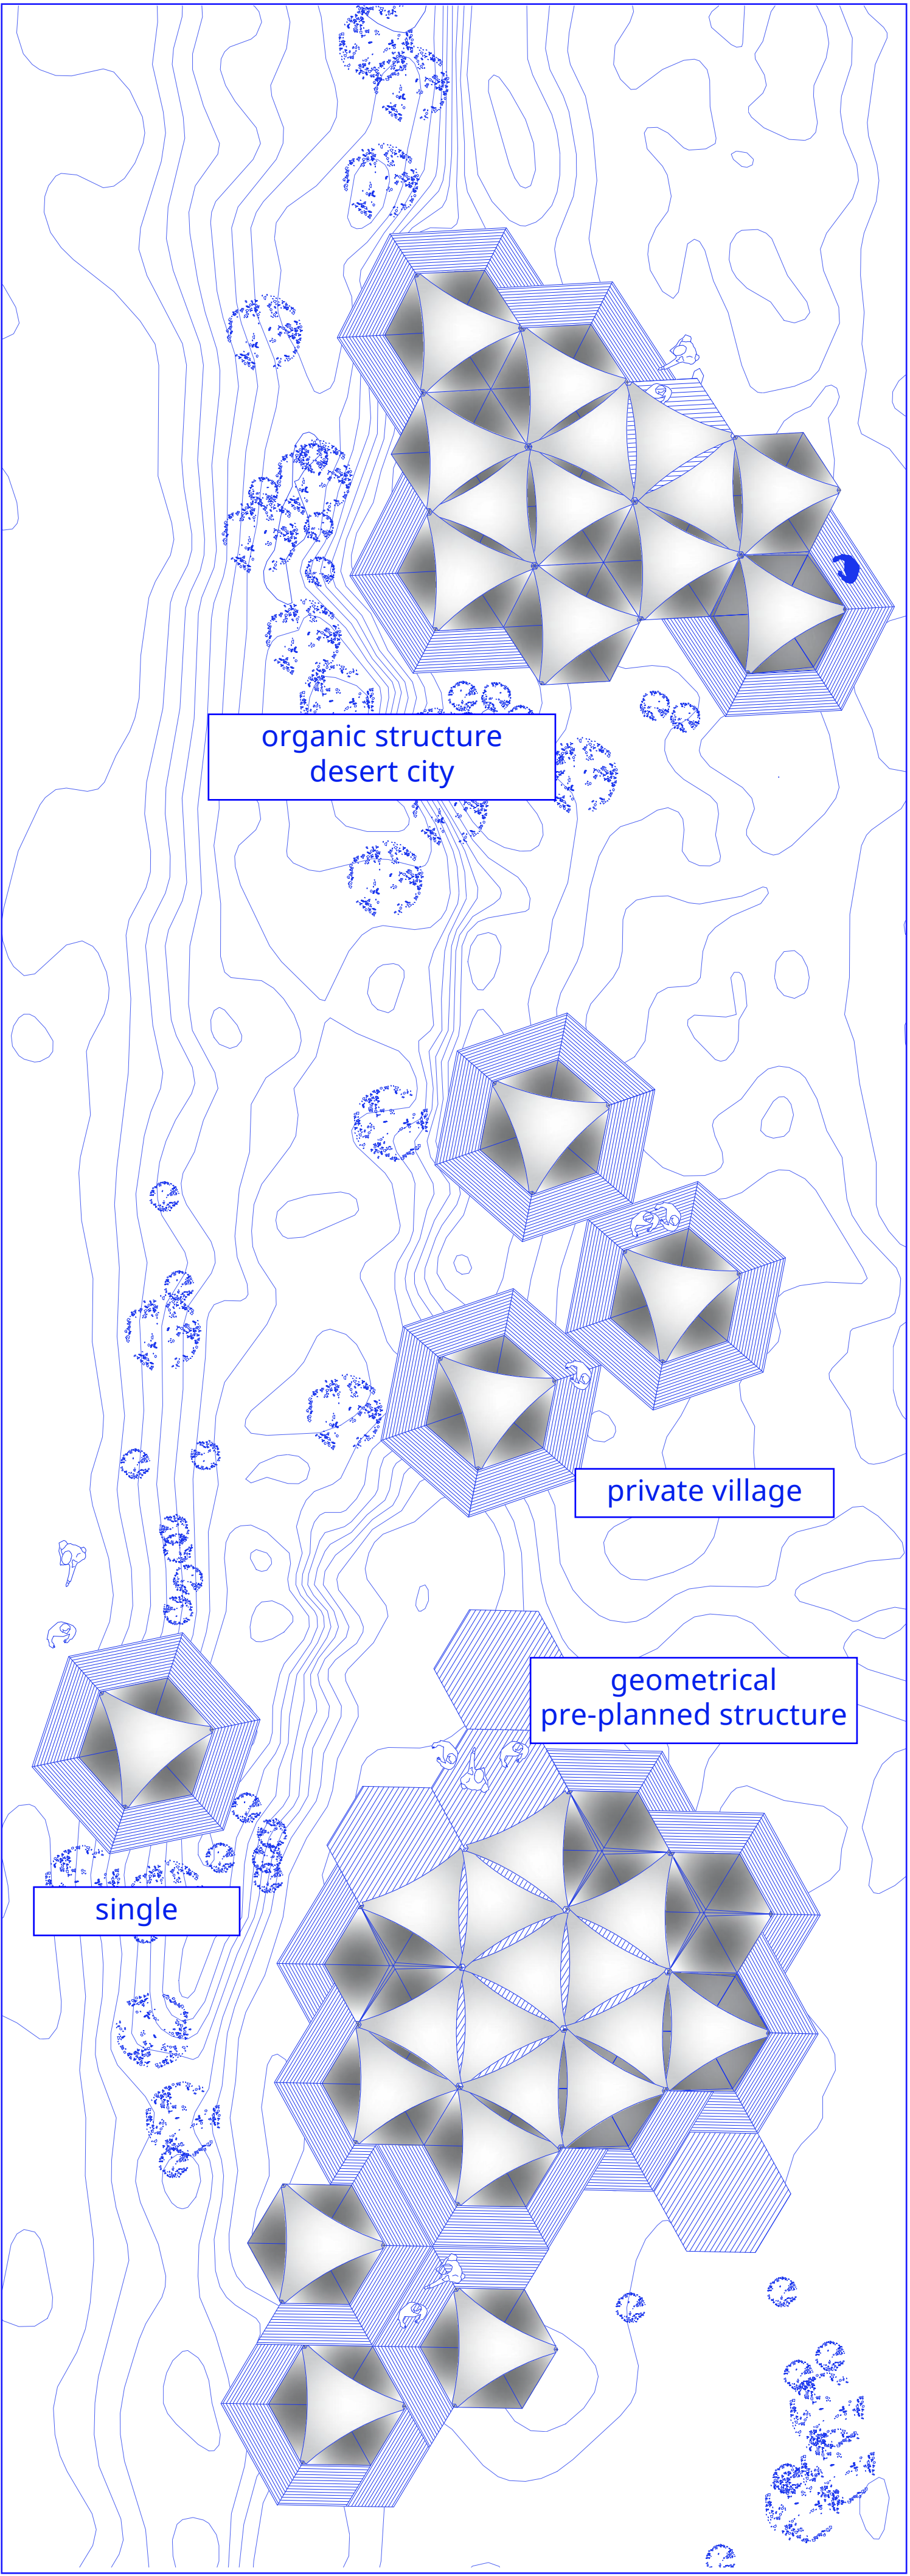 organic structure
desert city
private village
geometrical
pre-planned structure
single